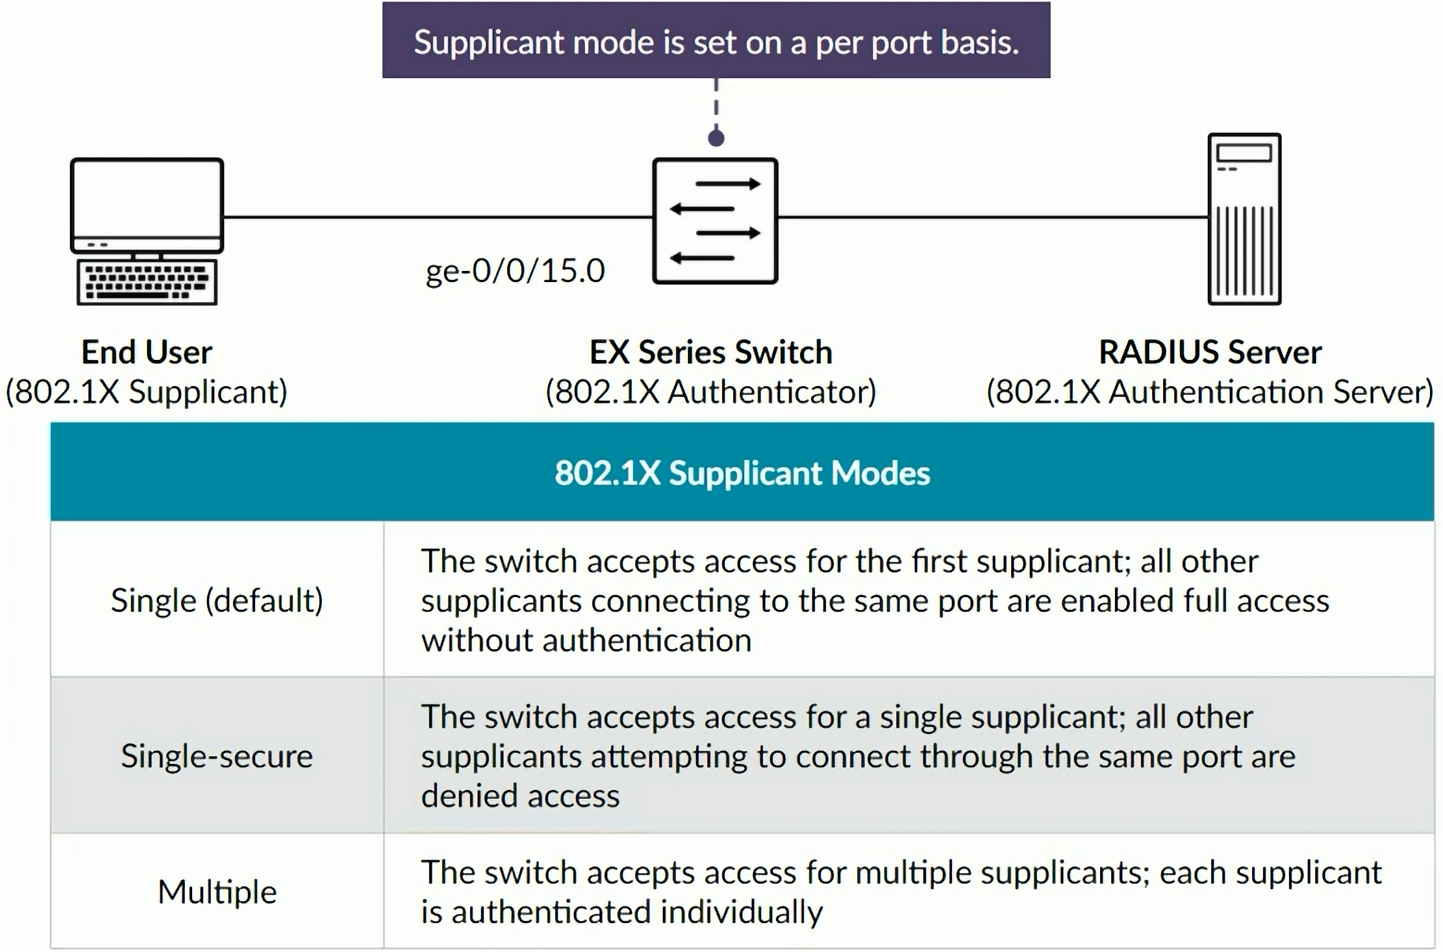 Supplicant mode is set on a per port basis.
ge-0/0/15.0
End User
(802.1X Supplicant)
EX Series Switch
(802.1X Authenticator)
RADIUS Server
(802.1X Authentication Server)
802.1X Supplicant Modes
Single (default)
The switch accepts access for the first supplicant; all other
supplicants connecting to the same port are enabled full access
without authentication
Single-secure
The switch accepts access for a single supplicant; all other
supplicants attempting to connect through the same port are
denied access
Multiple
The switch accepts access for multiple supplicants; each supplicant
is authenticated individually